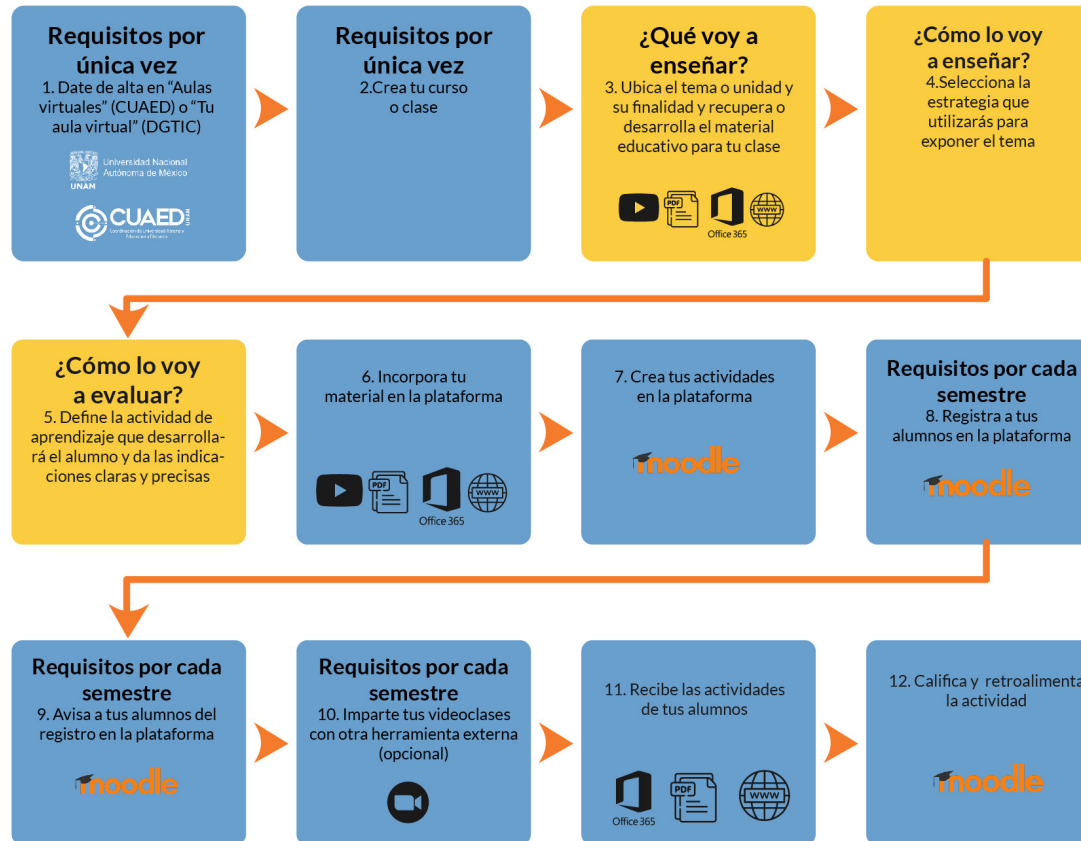 Requisitos por
única vez
1. Date de alta en “Aulas
virtuales” (CUAED) o “Tu
aula virtual” (DGTIC)
UNAM
Universidad Nacional
Autónoma de México
CUAED
UNAM
Requisitos por
única vez
2.Crea tu curso
o clase
¿Qué voy a
enseñar?
3. Ubica el tema o unidad y
su finalidad y recupera o
desarrolla el material
educativo para tu clase
PDF
WWW
Office 365
¿Cómo lo voy
a enseñar?
4.Selecciona la
estrategia que
utilizarás para
exponer el tema
¿Cómo lo voy
a evaluar?
5. Define la actividad de
aprendizaje que desarrolla-
rá el alumno y da las indica-
ciones claras y precisas
6. Incorpora tu
material en la plataforma
PDF
WWW
Office 365
7. Crea tus actividades
en la plataforma
moodle
Requisitos por cada
semestre
8. Registra a tus
alumnos en la plataforma
moodle
Requisitos por cada
semestre
9. Avisa a tus alumnos del
registro en la plataforma
moodle
Requisitos por cada
semestre
10. Imparte tus videoclases
con otra herramienta externa
(opcional)
11. Recibe las actividades
de tus alumnos
Office 365
PDF
WWW
12. Califica y retroalimenta
la actividad
moodle